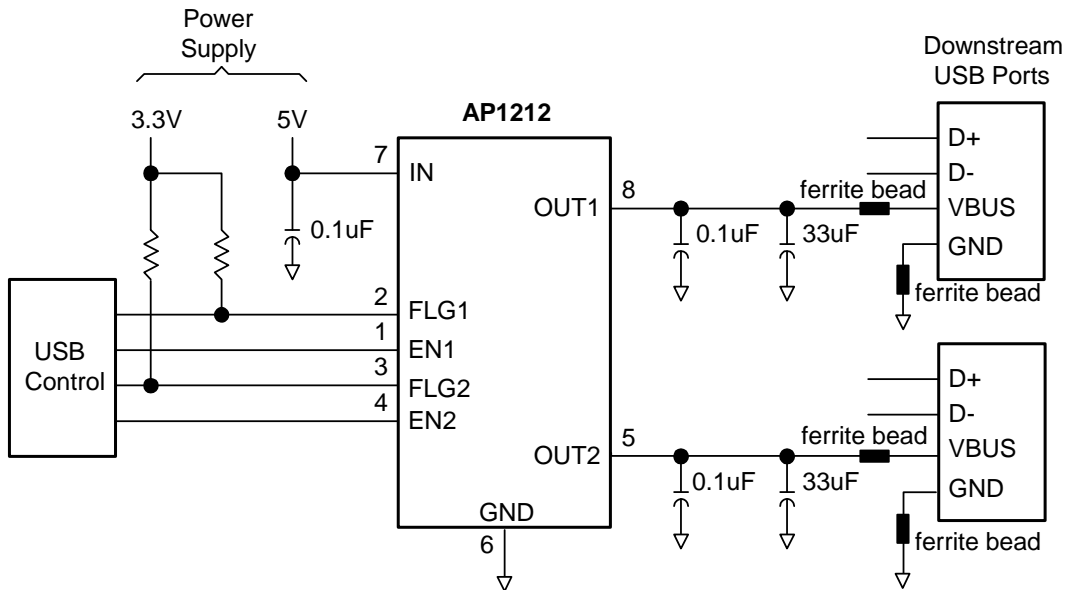 Power
Supply
3.3V
5V
0.1uF
AP1212
7
IN
2
FLG1
1
EN1
3
FLG2
4
EN2
USB
Control
GND
6
OUT1
8
0.1uF
33uF
ferrite bead
Downstream
USB Ports
D+
D-
VBUS
GND
ferrite bead
OUT2
5
0.1uF
33uF
ferrite bead
D+
D-
VBUS
GND
ferrite bead